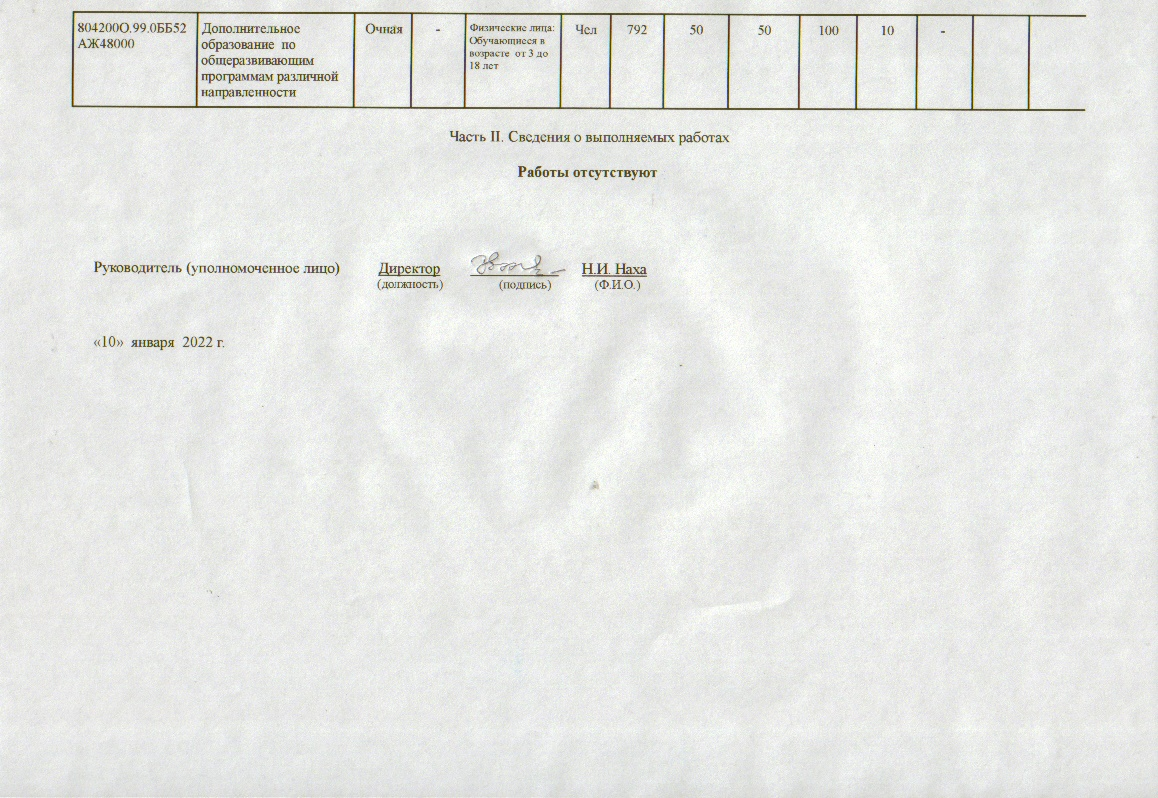 804200О.99.0ББ52
АЖ48000
Дополнительное
образование по
общеразвивающим
программам различной
направленности
Очная
-
Физические лица:
Обучающиеся в
возрасте от 3 до
18 лет
Чел
792
50
50
100
10
-
Часть II. Сведения о выполняемых работах
Работы отсутствуют
Руководитель (уполномоченное лицо) Директор Н.И. Наха
(должность) (подпись) (Ф.И.О.)
«10» января 2022 г.